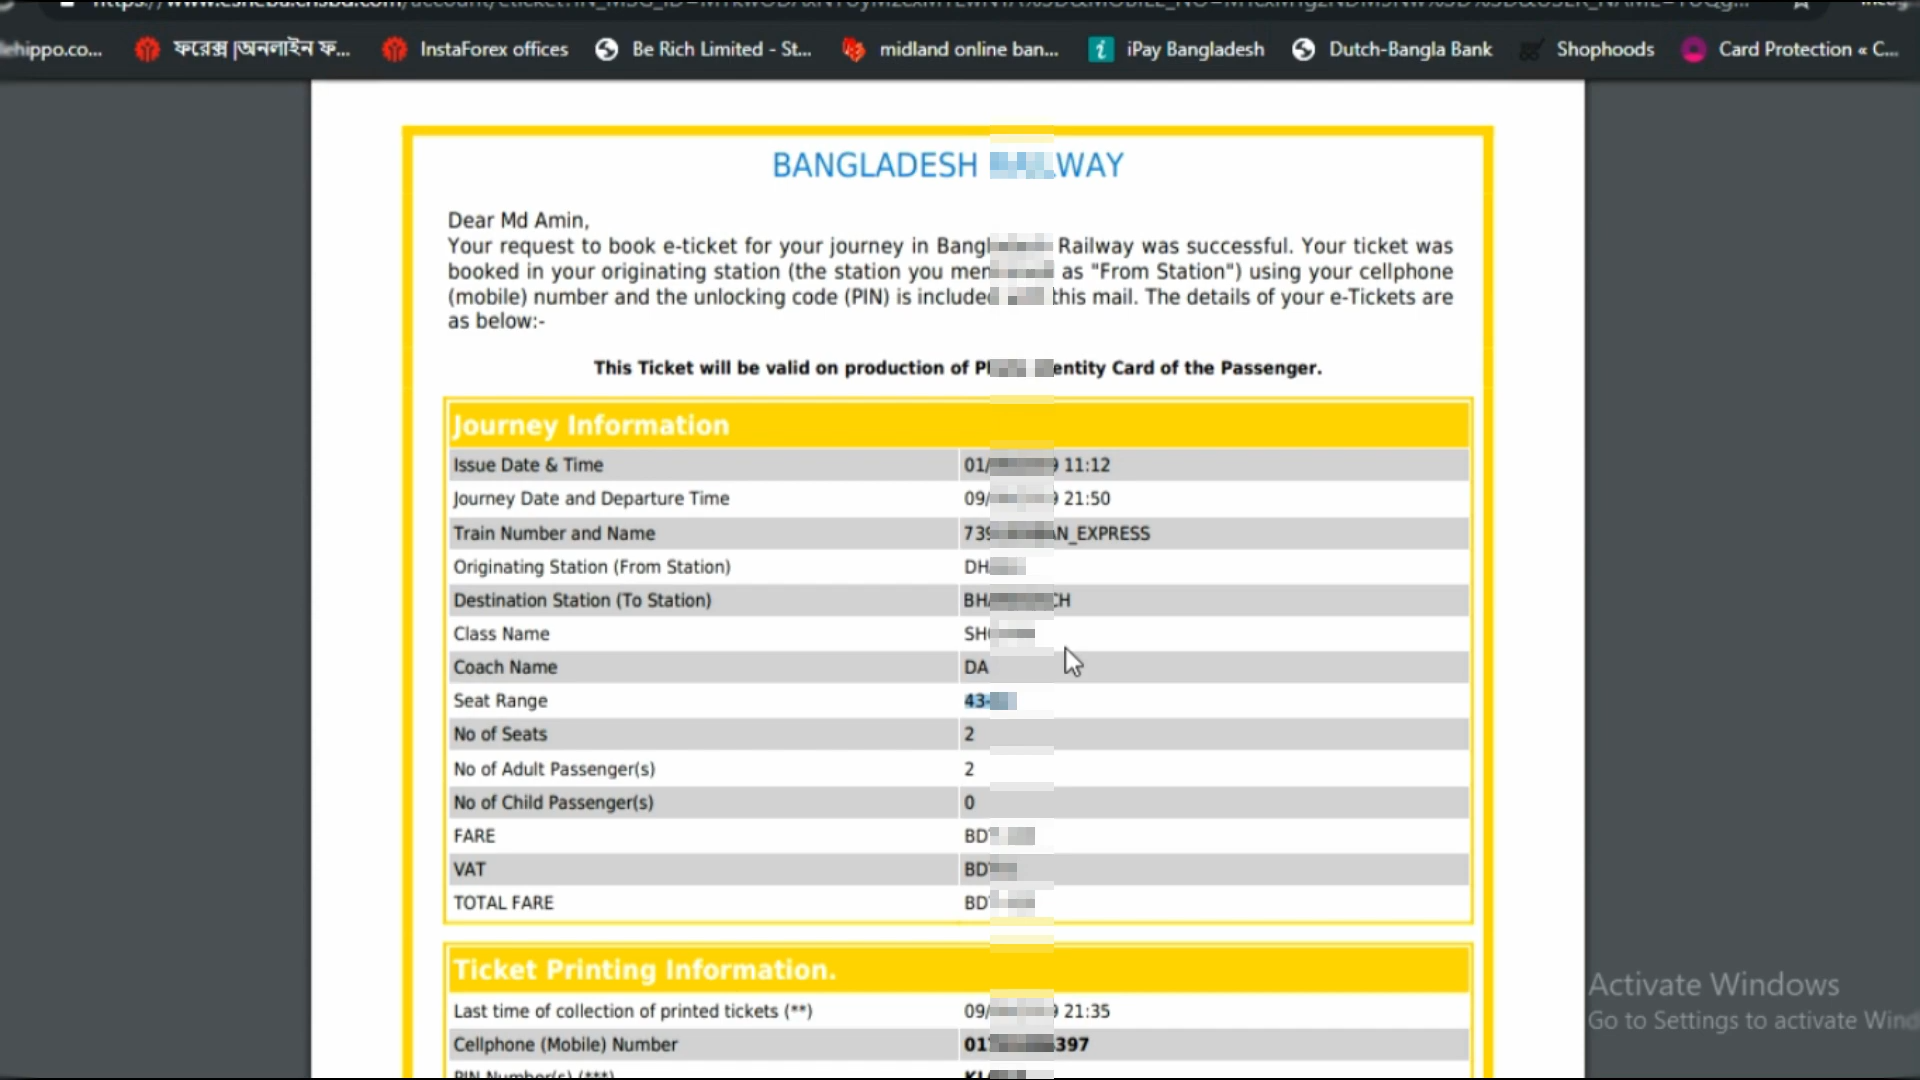 ehippo.co...
ফরেক্স |অনলাইন ফ...
InstaForex offices
Be Rich Limited - St...
midland online ban...
iPay Bangladesh
Dutch-Bangla Bank
Shophoods
Card Protection « C...
BANGLADESH WAY
Dear Md Amin,
Your request to book e-ticket for your journey in Railway was successful. Your ticket was
booked in your originating station (the station you as "From Station") using your cellphone
(mobile) number and the unlocking code (PIN) is this mail. The details of your e-Tickets are
as below:-
This Ticket will be valid on production of Card of the Passenger.
Journey Information
Issue Date & Time 11:12
Journey Date and Departure Time 21:50
Train Number and Name
Originating Station (From Station)
Destination Station (To Station)
Class Name
Coach Name DA
Seat Range
No of Seats 2
No of Adult Passenger(s) 2
No of Child Passenger(s) 0
FARE
VAT
TOTAL FARE
Ticket Printing Information.
Last time of collection of printed tickets (**) 21:35
Cellphone (Mobile) Number
PIN Number(s) (***)
Activate Windows
Go to Settings to activate Wind